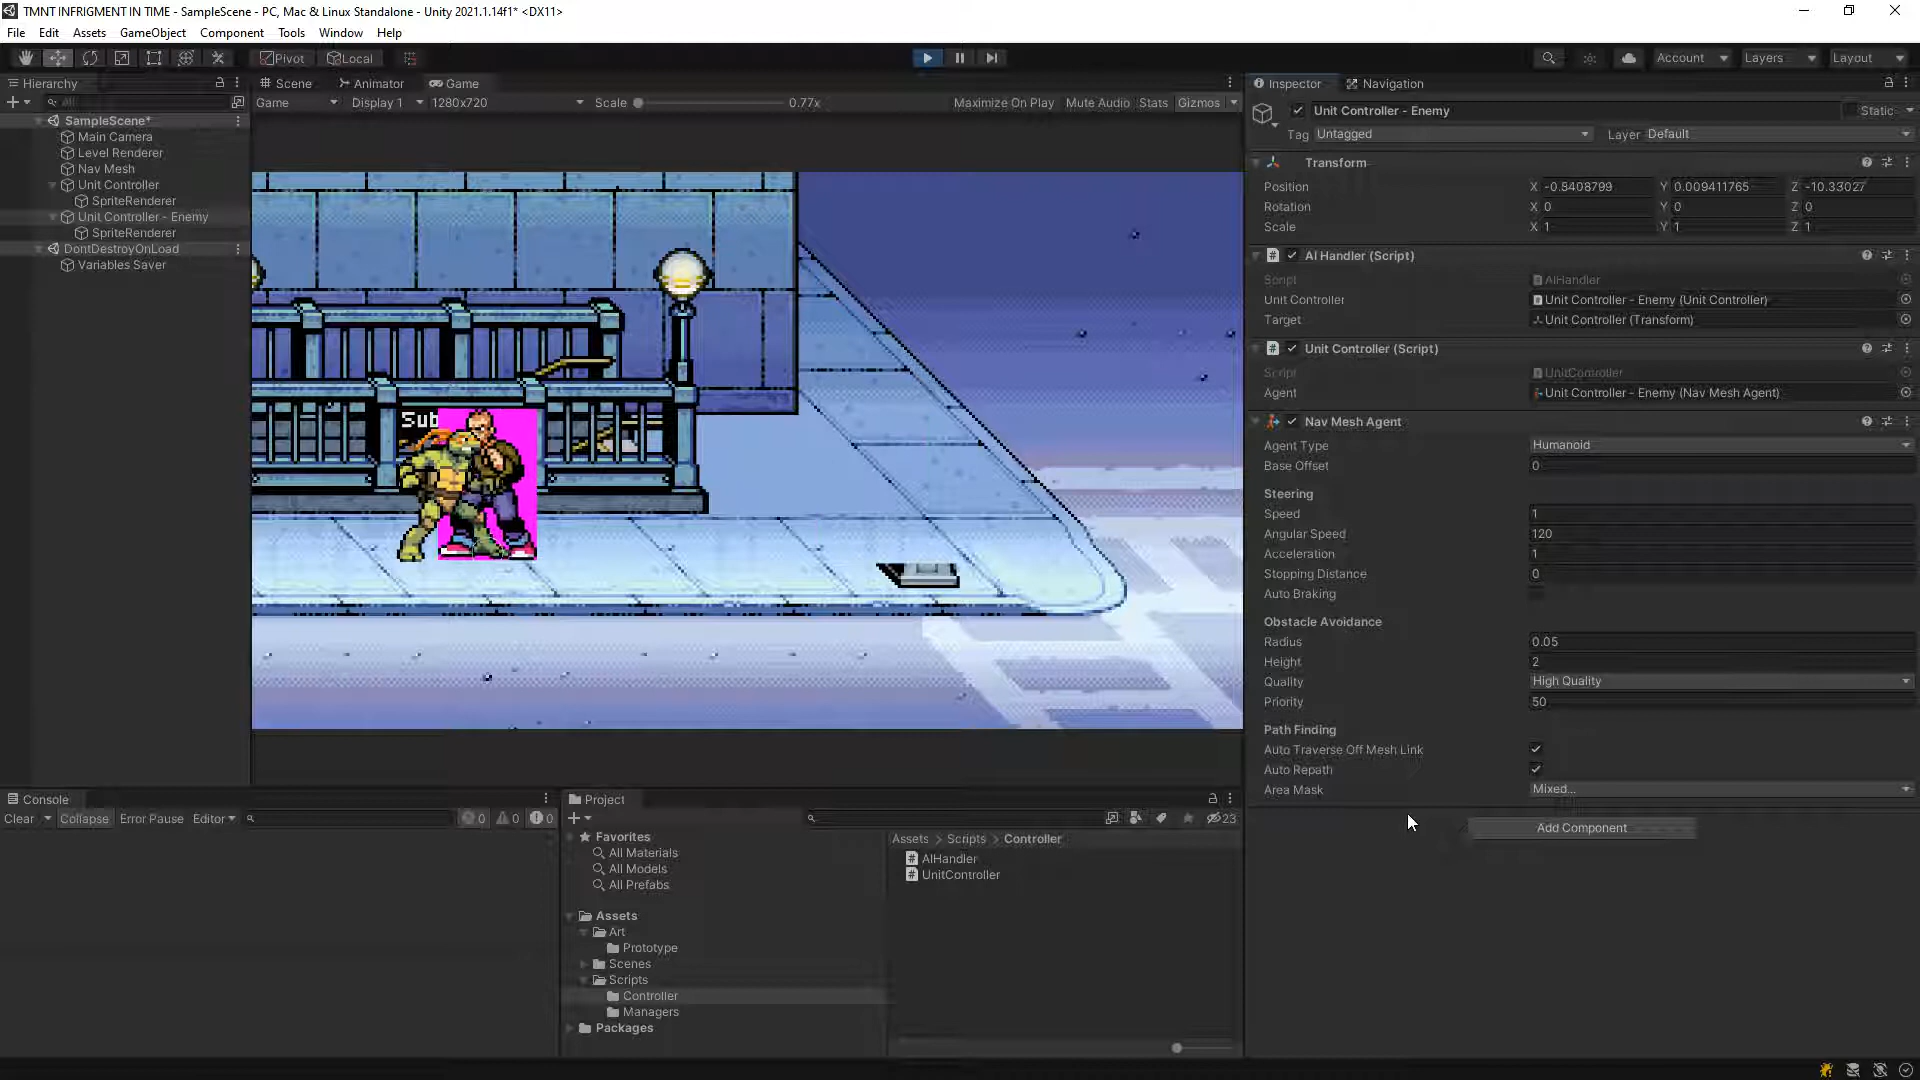 TMNT INFRIGMENT IN TIME - SampleScene - PC, Mac & Linux Standalone - Unity 2021.1.14f1* <DX11>
File Edit Assets GameObject Component Tools Window Help
Pivot Local Account Layers Layout
Hierarchy
All
SampleScene*
Main Camera
Level Renderer
Nav Mesh
Unit Controller
SpriteRenderer
Unit Controller - Enemy
SpriteRenderer
DontDestroyOnLoad
Variables Saver
Scene Animator Game
Game Display 1 1280x720 Scale 0.77x Maximize On Play Mute Audio Stats Gizmos
Sub
Inspector Navigation
Unit Controller - Enemy Static
Tag Untagged Layer Default
Transform
Position X -0.8408799 Y 0.009411765 Z -10.33027
Rotation X 0 Y 0 Z 0
Scale X 1 Y 1 Z 1
AI Handler (Script)
Script AIHandler
Unit Controller Unit Controller - Enemy (Unit Controller)
Target Unit Controller (Transform)
Unit Controller (Script)
Script UnitController
Agent Unit Controller - Enemy (Nav Mesh Agent)
Nav Mesh Agent
Agent Type Humanoid
Base Offset 0
Steering
Speed 1
Angular Speed 120
Acceleration 1
Stopping Distance 0
Auto Braking
Obstacle Avoidance
Radius 0.05
Height 2
Quality High Quality
Priority 50
Path Finding
Auto Traverse Off Mesh Link
Auto Repath
Area Mask Mixed...
Add Component
Console
Clear Collapse Error Pause Editor 0 0 0
Project
23
Favorites
All Materials
All Models
All Prefabs
Assets
Art
Prototype
Scenes
Scripts
Controller
Managers
Packages
Assets > Scripts > Controller
AIHandler
UnitController